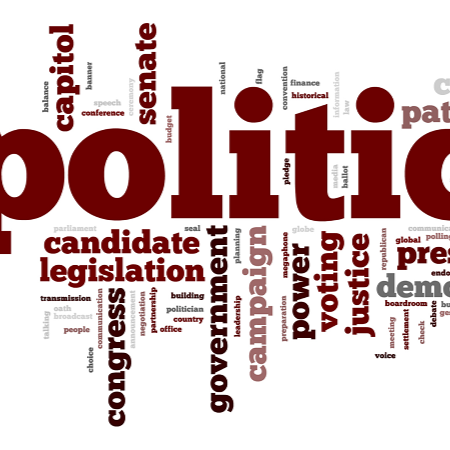 capitol
senate
balance
banner
speech
ceremony
conference
budget
national
flag
convention
finance
historical
information
law
c
pat
politic
pledge
media
ballot
parliament
seal
candidate
legislation
government
planning
campaign
globe
megaphone
power
voting
justice
republican
communica
global
polling
pres
endo
demo
transmission
oath
broadcast
talking
people
choice
communication
congress
announcement
negotiation
partnership
building
politician
country
office
leadership
preparation
boardroom
meeting
settlement
check
debate
hu
ges
voice